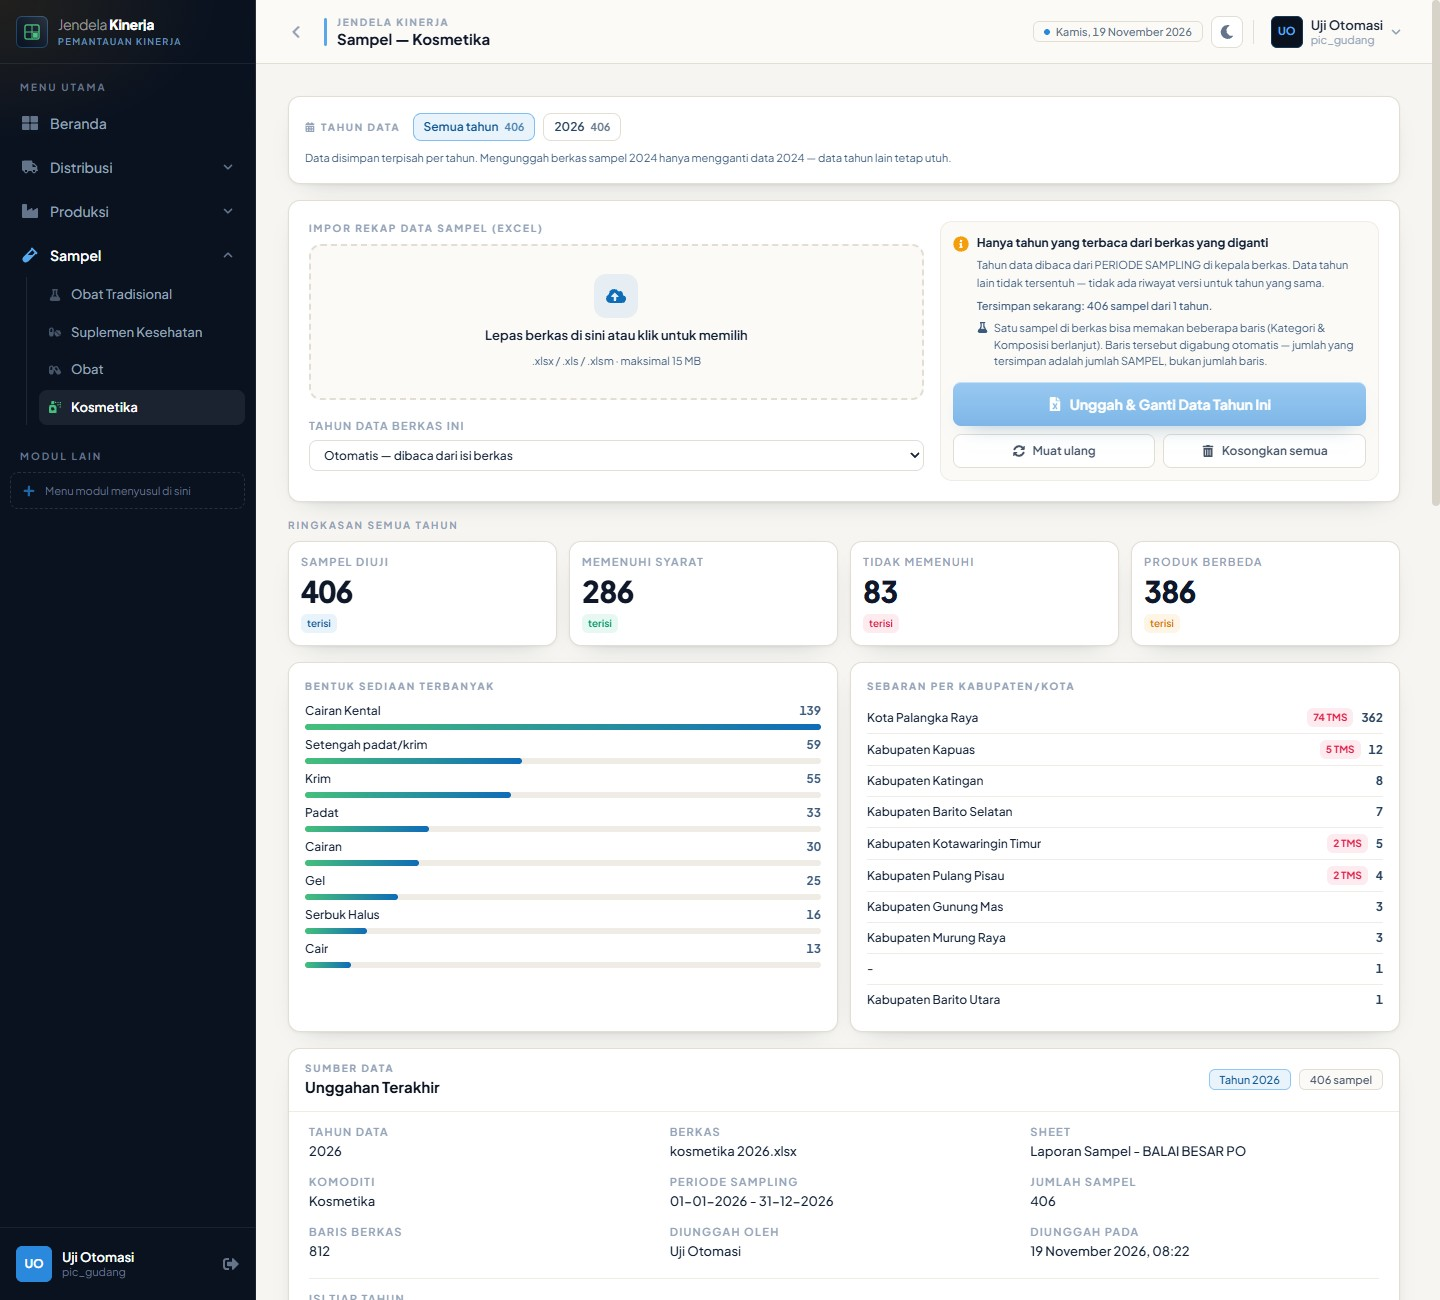 Jendela Kinerja
PEMANTAUAN KINERJA
MENU UTAMA
Beranda
Distribusi
Produksi
Sampel
Obat Tradisional
Suplemen Kesehatan
Obat
Kosmetika
MODUL LAIN
Menu modul menyusul di sini
UO
Uji Otomasi
pic_gudang
JENDELA KINERJA
Sampel — Kosmetika
Kamis, 19 November 2026
UO
Uji Otomasi
pic_gudang
TAHUN DATA
Semua tahun 406
2026 406
Data disimpan terpisah per tahun. Mengunggah berkas sampel 2024 hanya mengganti data 2024 — data tahun lain tetap utuh.
IMPOR REKAP DATA SAMPEL (EXCEL)
Lepas berkas di sini atau klik untuk memilih
.xlsx / .xls / .xlsm · maksimal 15 MB
TAHUN DATA BERKAS INI
Otomatis — dibaca dari isi berkas
Hanya tahun yang terbaca dari berkas yang diganti
Tahun data dibaca dari PERIODE SAMPLING di kepala berkas. Data tahun
lain tidak tersentuh — tidak ada riwayat versi untuk tahun yang sama.
Tersimpan sekarang: 406 sampel dari 1 tahun.
Satu sampel di berkas bisa memakan beberapa baris (Kategori &
Komposisi berlanjut). Baris tersebut digabung otomatis — jumlah yang
tersimpan adalah jumlah SAMPEL, bukan jumlah baris.
Unggah & Ganti Data Tahun Ini
Muat ulang
Kosongkan semua
RINGKASAN SEMUA TAHUN
SAMPEL DIUJI
406
terisi
MEMENUHI SYARAT
286
terisi
TIDAK MEMENUHI
83
terisi
PRODUK BERBEDA
386
terisi
BENTUK SEDIAAN TERBANYAK
Cairan Kental 139
Setengah padat/krim 59
Krim 55
Padat 33
Cairan 30
Gel 25
Serbuk Halus 16
Cair 13
SEBARAN PER KABUPATEN/KOTA
Kota Palangka Raya 74 TMS 362
Kabupaten Kapuas 5 TMS 12
Kabupaten Katingan 8
Kabupaten Barito Selatan 7
Kabupaten Kotawaringin Timur 2 TMS 5
Kabupaten Pulang Pisau 2 TMS 4
Kabupaten Gunung Mas 3
Kabupaten Murung Raya 3
- 1
Kabupaten Barito Utara 1
SUMBER DATA
Unggahan Terakhir
Tahun 2026
406 sampel
TAHUN DATA
2026
BERKAS
kosmetika 2026.xlsx
SHEET
Laporan Sampel - BALAI BESAR PO
KOMODITI
Kosmetika
PERIODE SAMPLING
01-01-2026 - 31-12-2026
JUMLAH SAMPEL
406
BARIS BERKAS
812
DIUNGGAH OLEH
Uji Otomasi
DIUNGGAH PADA
19 November 2026, 08:22
ISI TIAP TAHUN